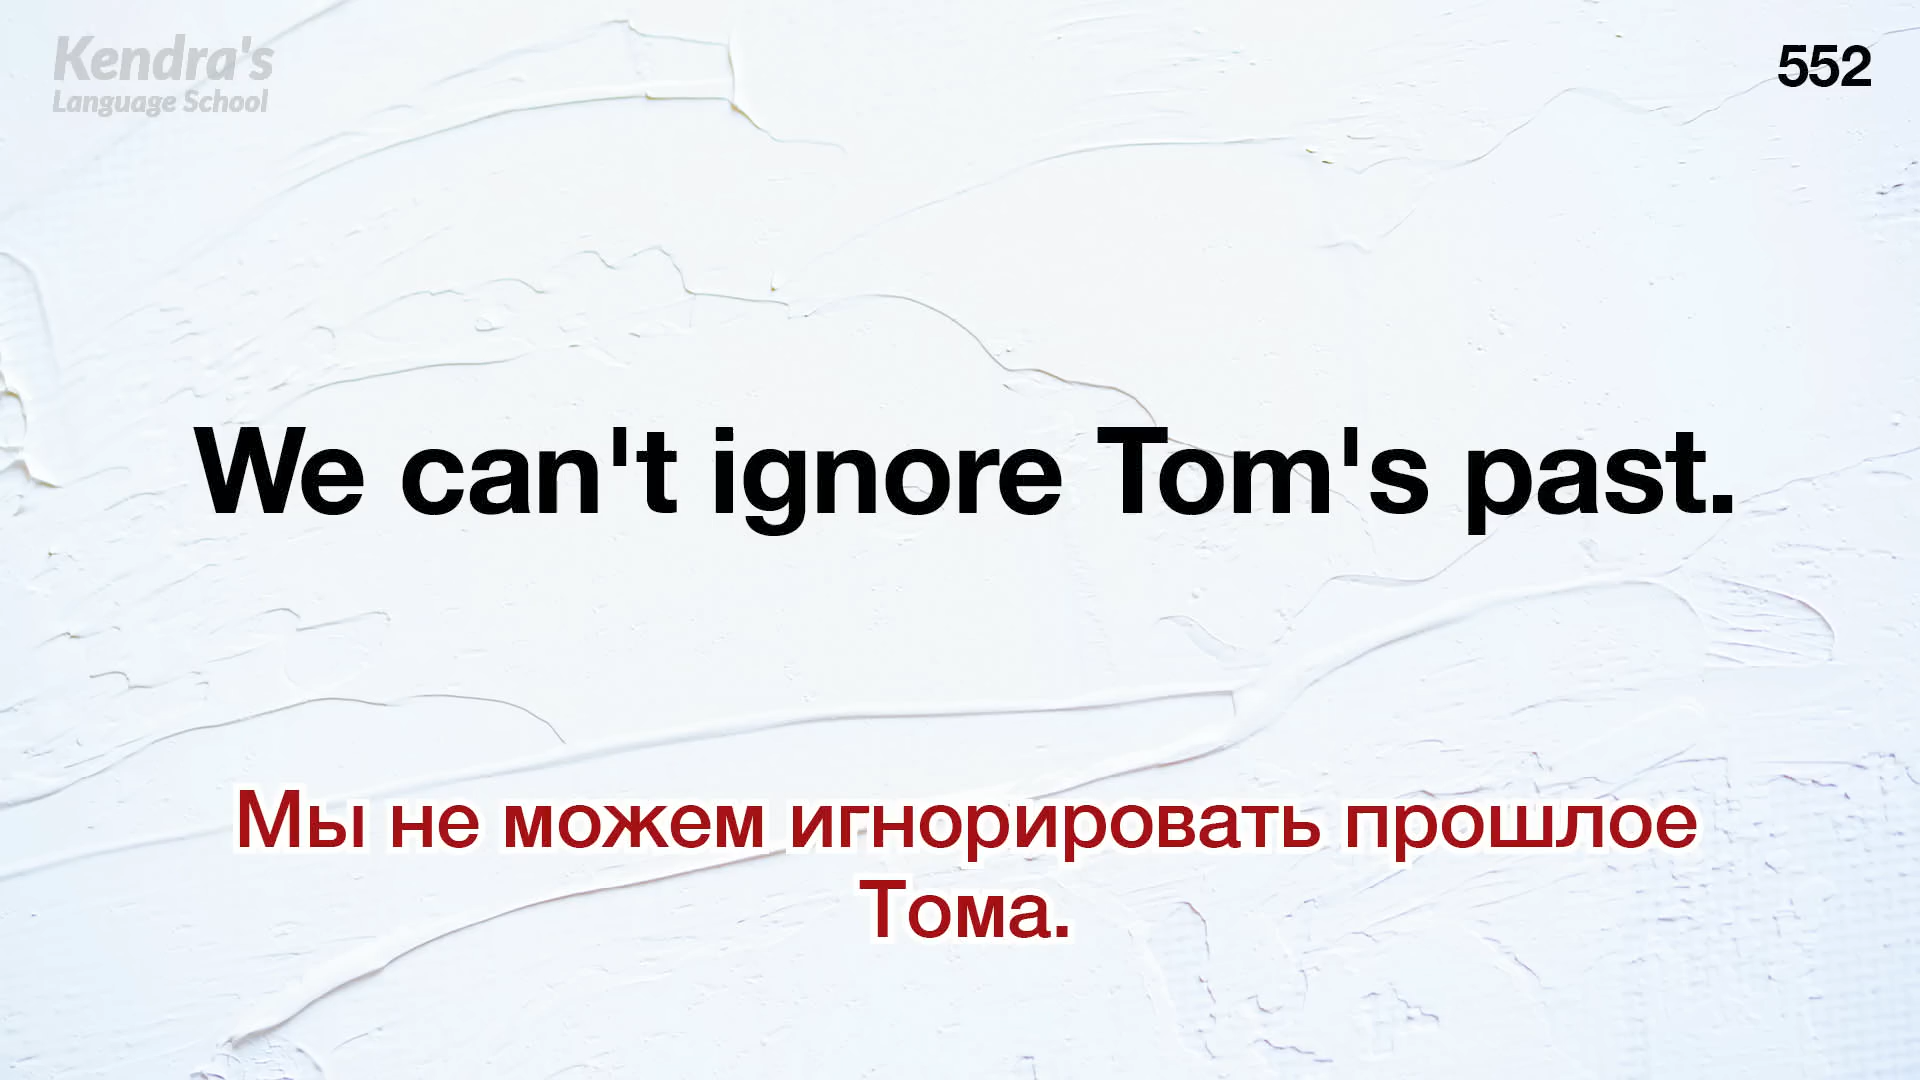 Kendra's
Language School
552
We can't ignore Tom's past.
Мы не можем игнорировать прошлое
Тома.